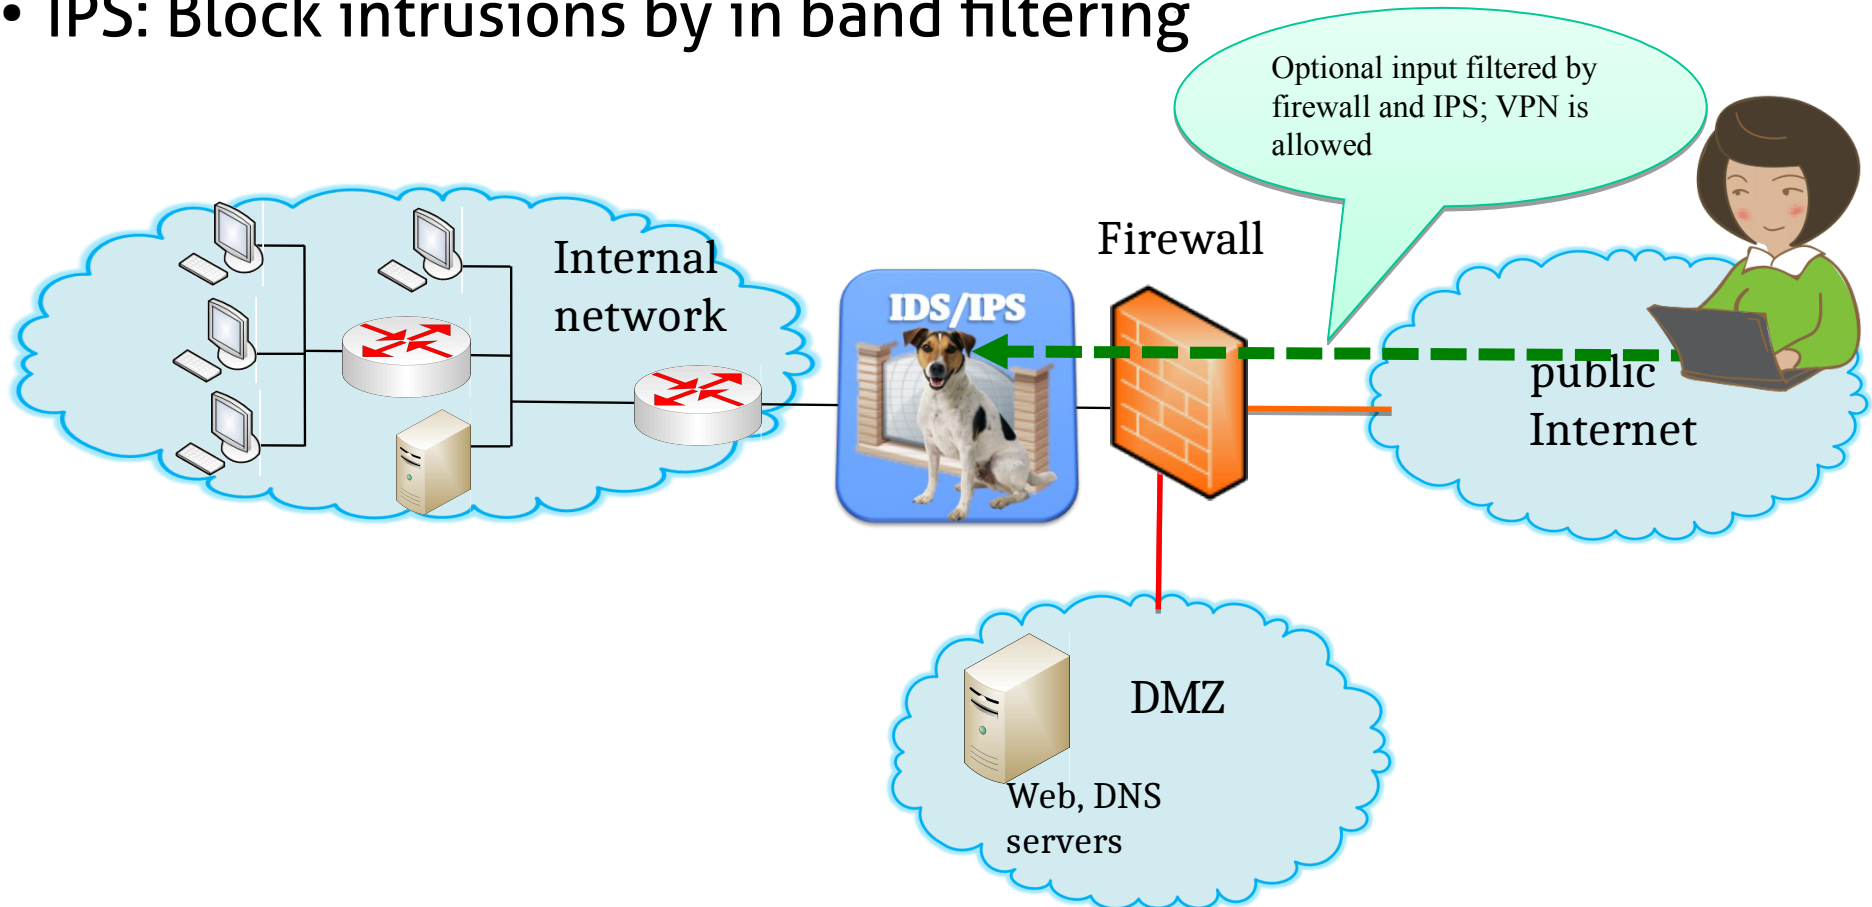 • IPS: Block intrusions by in band filtering
Optional input filtered by
firewall and IPS; VPN is
allowed
Firewall
Internal
network
IDS/IPS
public
Internet
DMZ
Web, DNS
servers